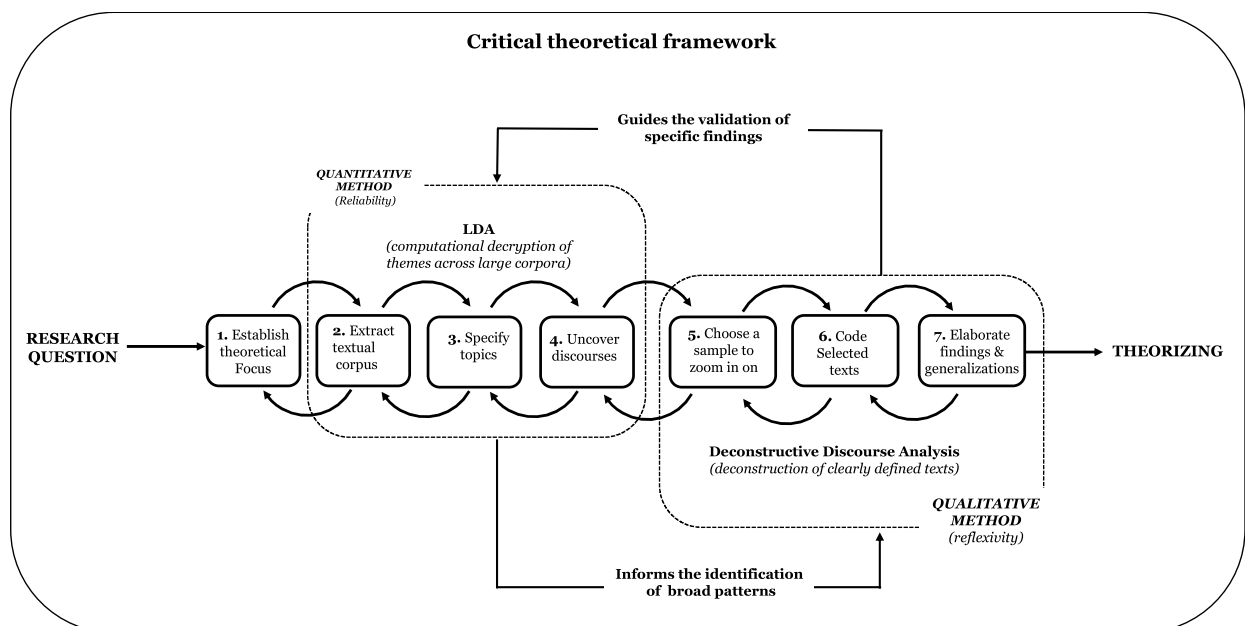 Critical theoretical framework
Guides the validation of
specific findings
QUANTITATIVE
METHOD
(Reliability)
LDA
(computational decryption of
themes across large corpora)
RESEARCH
QUESTION
1. Establish
theoretical
Focus
2. Extract
textual
corpus
3. Specify
topics
4. Uncover
discourses
5. Choose a
sample to
zoom in on
6. Code
Selected
texts
7. Elaborate
findings &
generalizations
THEORIZING
Deconstructive Discourse Analysis
(deconstruction of clearly defined texts)
QUALITATIVE
METHOD
(reflexivity)
Informs the identification
of broad patterns